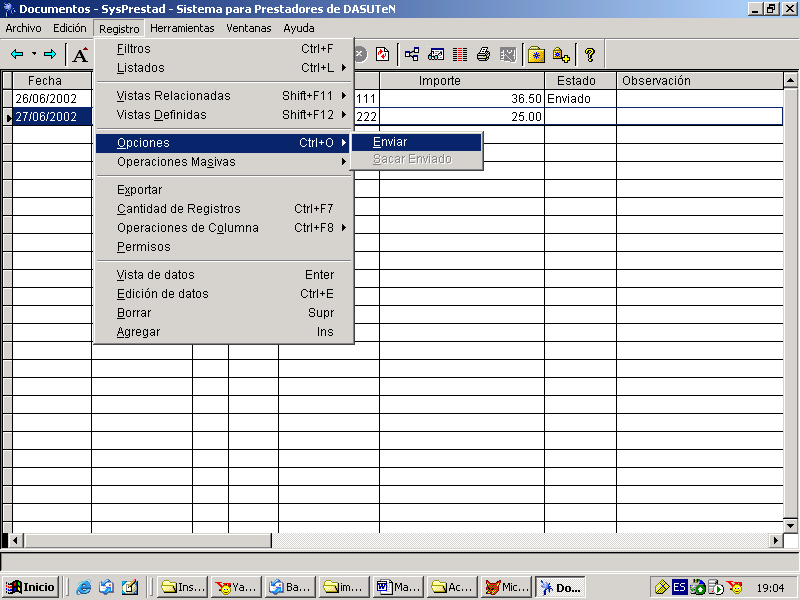 Documentos - SysPrestad - Sistema para Prestadores de DASUTeN
Archivo Edición Registro Herramientas Ventanas Ayuda
Fecha Importe Estado Observación
26/06/2002 111 36.50 Enviado
27/06/2002 222 25.00
Filtros Ctrl+F
Listados Ctrl+L
Vistas Relacionadas Shift+F11
Vistas Definidas Shift+F12
Opciones Ctrl+O
Enviar
Operaciones Masivas
Sacar Enviado
Exportar
Cantidad de Registros Ctrl+F7
Operaciones de Columna Ctrl+F8
Permisos
Vista de datos Enter
Edición de datos Ctrl+E
Borrar Supr
Agregar Ins
Inicio Ins... Ya... Ba... im... Ma... Ac... Mic... Do... ES 19:04